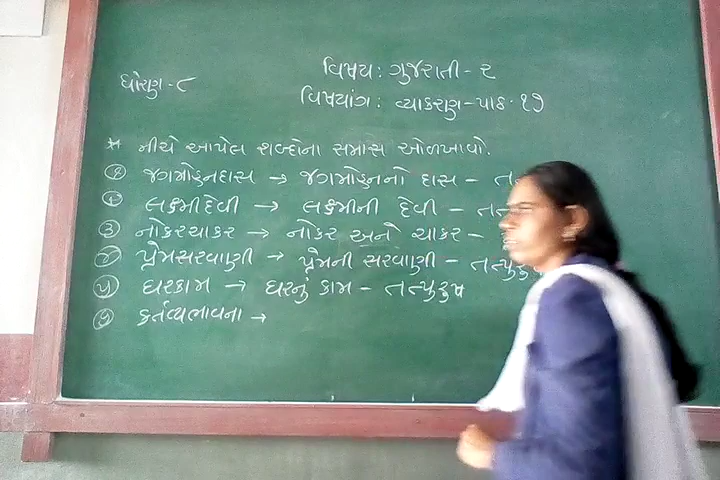 વિષય: ગુજરાતી - ૨
ધોરણ - ૮
વિષયાંગ: વ્યાકરણ - પાઠ. ૧૭
* નીચે આપેલ શબ્દોના સમાસ ઓળખાવો.
૧ જગમોહનદાસ → જગમોહનનો દાસ -
૨ લક્ષ્મીદેવી → લક્ષ્મીની દેવી -
૩ નોકરચાકર → નોકર અને ચાકર -
૪ પ્રેમસરવાણી → પ્રેમની સરવાણી - તત્પુરુ
૫ ઘરકામ → ઘરનું કામ - તત્પુરુષ
૬ કર્તવ્યભાવના →